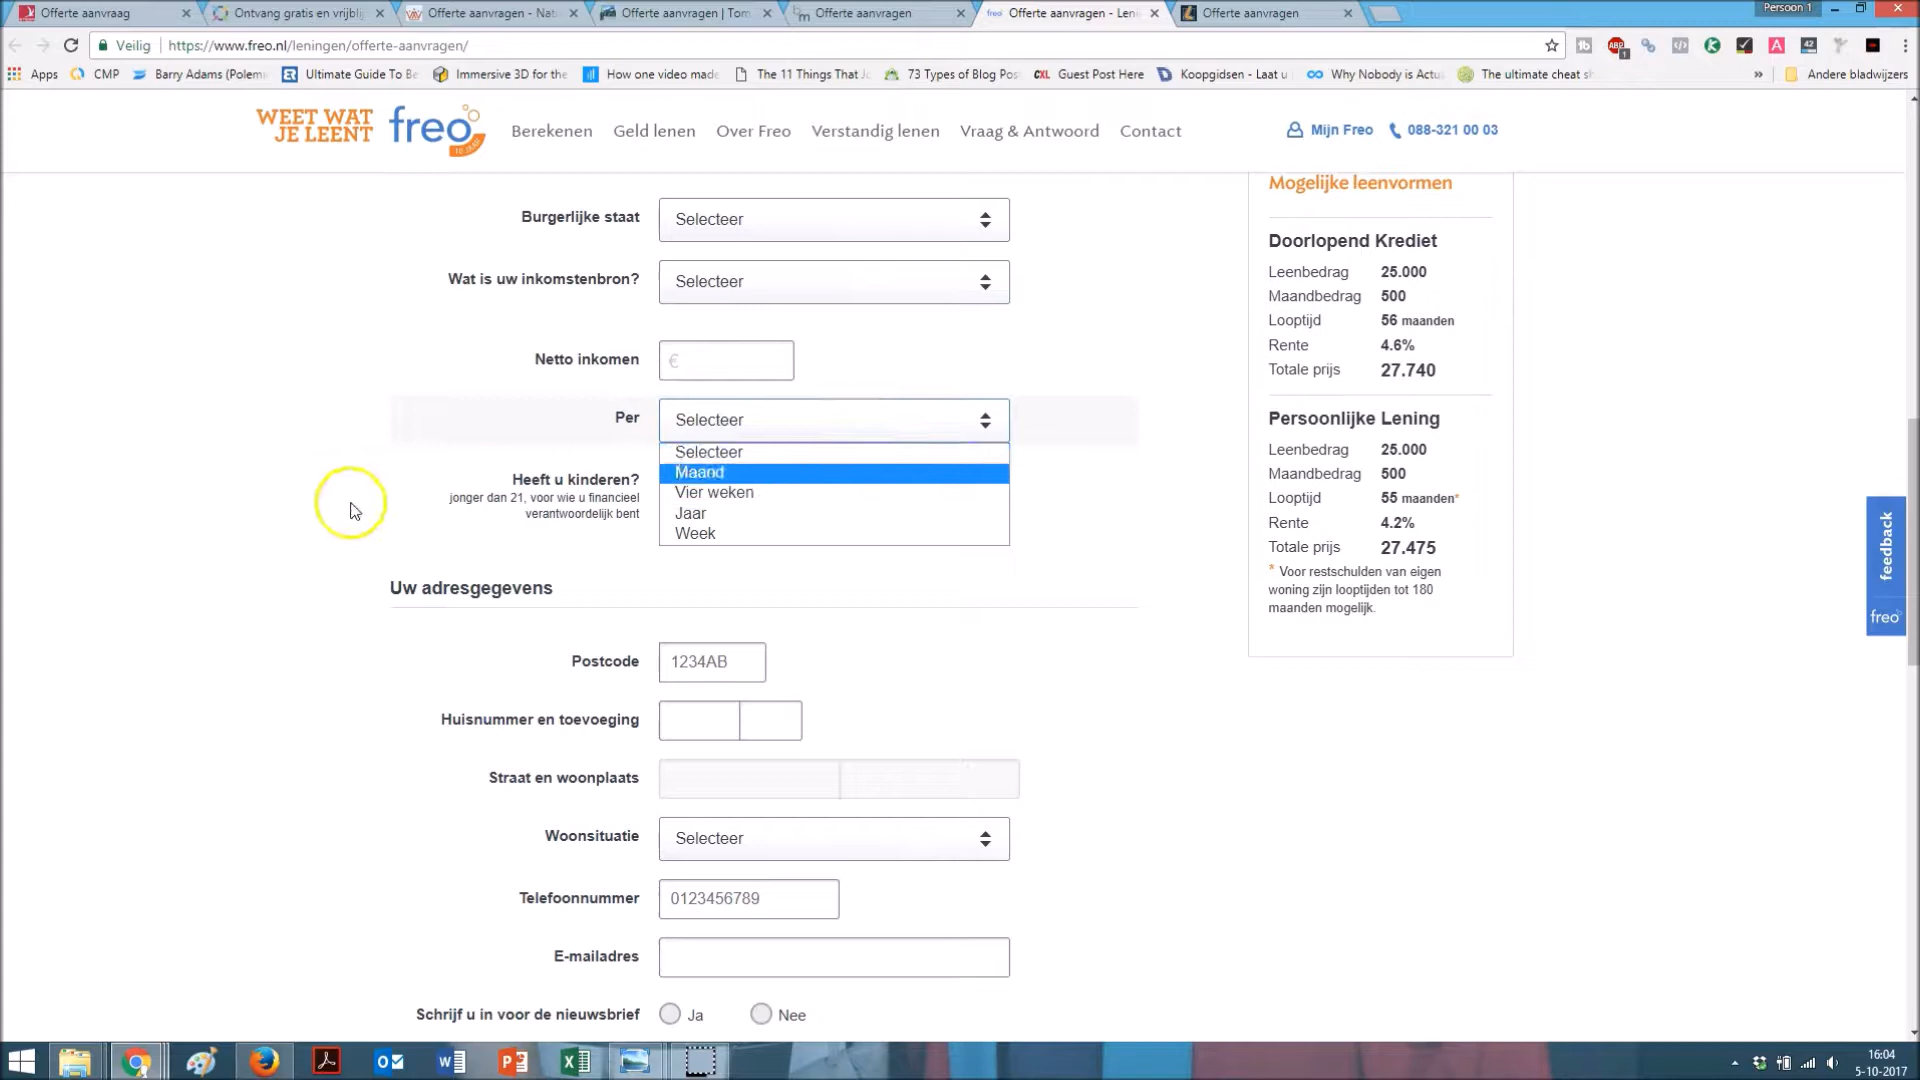 Offerte aanvraag
Ontvang gratis en vrijbli
Offerte aanvragen - Nati
Offerte aanvragen | Tom
Offerte aanvragen
Offerte aanvragen - Len
Offerte aanvragen
Persoon 1
Veilig
https://www.freo.nl/leningen/offerte-aanvragen/
Apps
CMP
Barry Adams (Polemi
Ultimate Guide To Be
Immersive 3D for the
How one video made
The 11 Things That J
73 Types of Blog Pos
CXL Guest Post Here
Koopgidsen - Laat u
Why Nobody is Actu
The ultimate cheat s
» Andere bladwijzers
WEET WAT
JE LEENT
freo
10 JAAR
Berekenen
Geld lenen
Over Freo
Verstandig lenen
Vraag & Antwoord
Contact
Mijn Freo
088-321 00 03
Burgerlijke staat
Selecteer
Wat is uw inkomstenbron?
Selecteer
Netto inkomen
€
Per
Selecteer
Selecteer
Maand
Vier weken
Jaar
Week
Heeft u kinderen?
jonger dan 21, voor wie u financieel
verantwoordelijk bent
Uw adresgegevens
Postcode
1234AB
Huisnummer en toevoeging
Straat en woonplaats
Woonsituatie
Selecteer
Telefoonnummer
0123456789
E-mailadres
Schrijf u in voor de nieuwsbrief
Ja
Nee
Mogelijke leenvormen
Doorlopend Krediet
Leenbedrag 25.000
Maandbedrag 500
Looptijd 56 maanden
Rente 4.6%
Totale prijs 27.740
Persoonlijke Lening
Leenbedrag 25.000
Maandbedrag 500
Looptijd 55 maanden*
Rente 4.2%
Totale prijs 27.475
* Voor restschulden van eigen
woning zijn looptijden tot 180
maanden mogelijk.
feedback
freo
16:04
5-10-2017